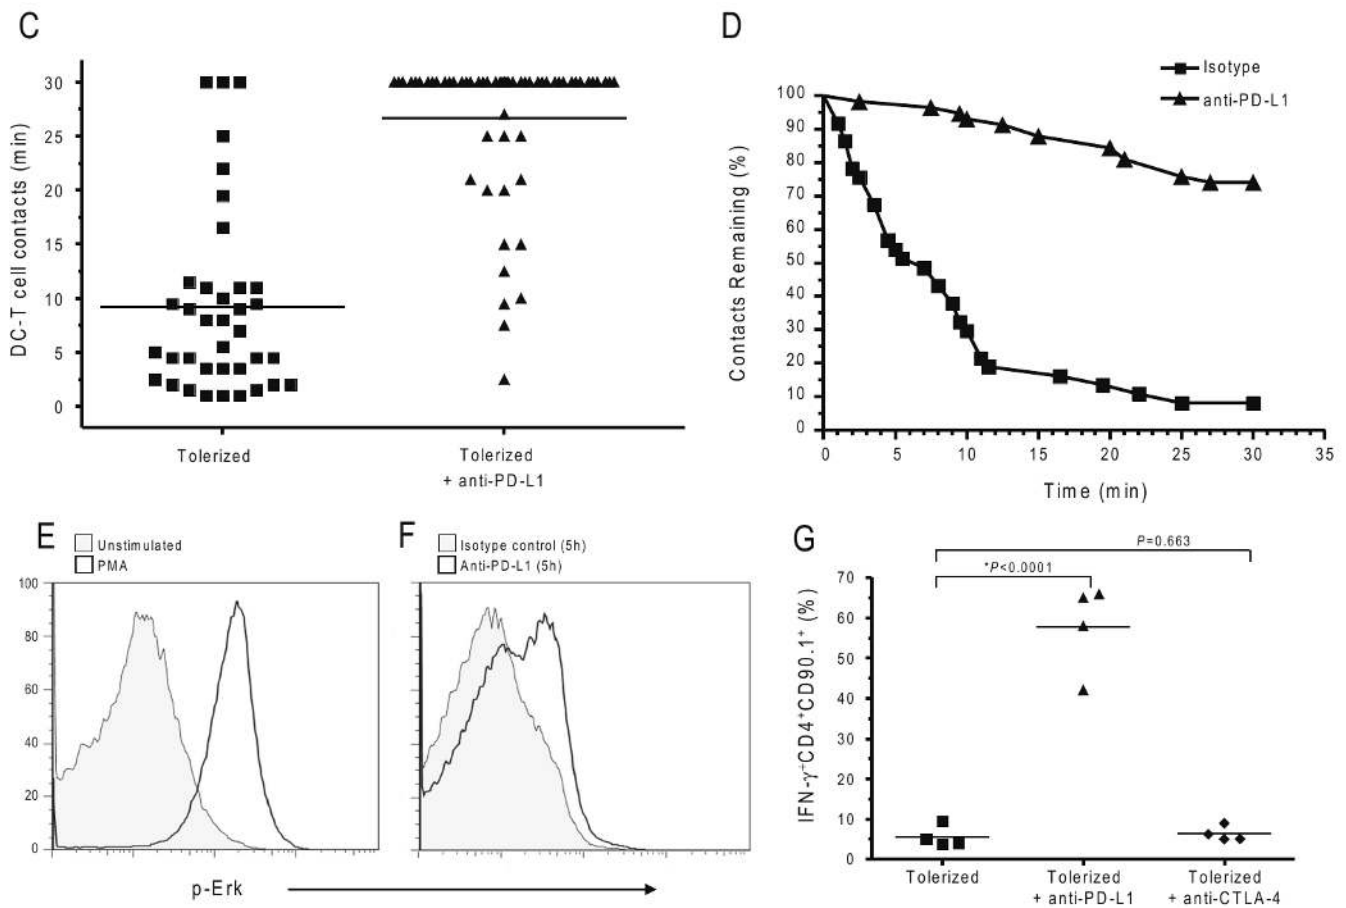 C
DC-T cell contacts (min)
30
25
20
15
10
5
0
Tolerized
Tolerized
+ anti-PD-L1
D
Isotype
anti-PD-L1
Contacts Remaining (%)
100
90
80
70
60
50
40
30
20
10
0
0 5 10 15 20 25 30 35
Time (min)
E
Unstimulated
PMA
100
80
60
40
20
0
F
Isotype control (5h)
Anti-PD-L1 (5h)
p-Erk
G
P=0.663
*P<0.0001
IFN-γ⁺CD4⁺CD90.1⁺ (%)
70
60
50
40
30
20
10
0
Tolerized
Tolerized
+ anti-PD-L1
Tolerized
+ anti-CTLA-4